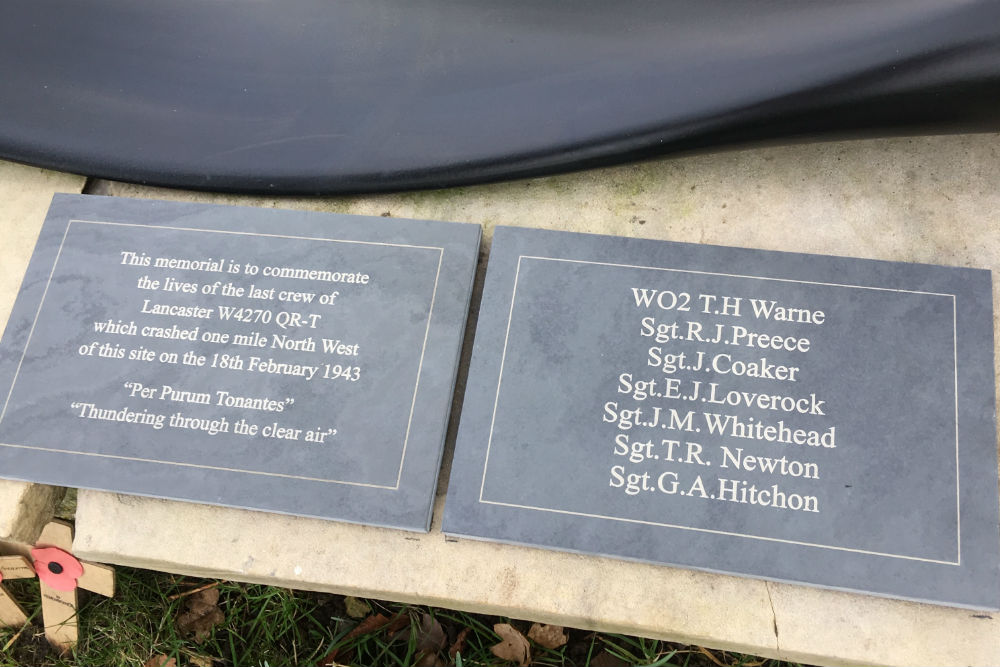 This memorial is to commemorate
the lives of the last crew of
Lancaster W4270 QR-T
which crashed one mile North West
of this site on the 18th February 1943
“Per Purum Tonantes”
“Thundering through the clear air”
WO2 T.H Warne
Sgt.R.J.Preece
Sgt.J.Coaker
Sgt.E.J.Loverock
Sgt.J.M.Whitehead
Sgt.T.R. Newton
Sgt.G.A.Hitchon